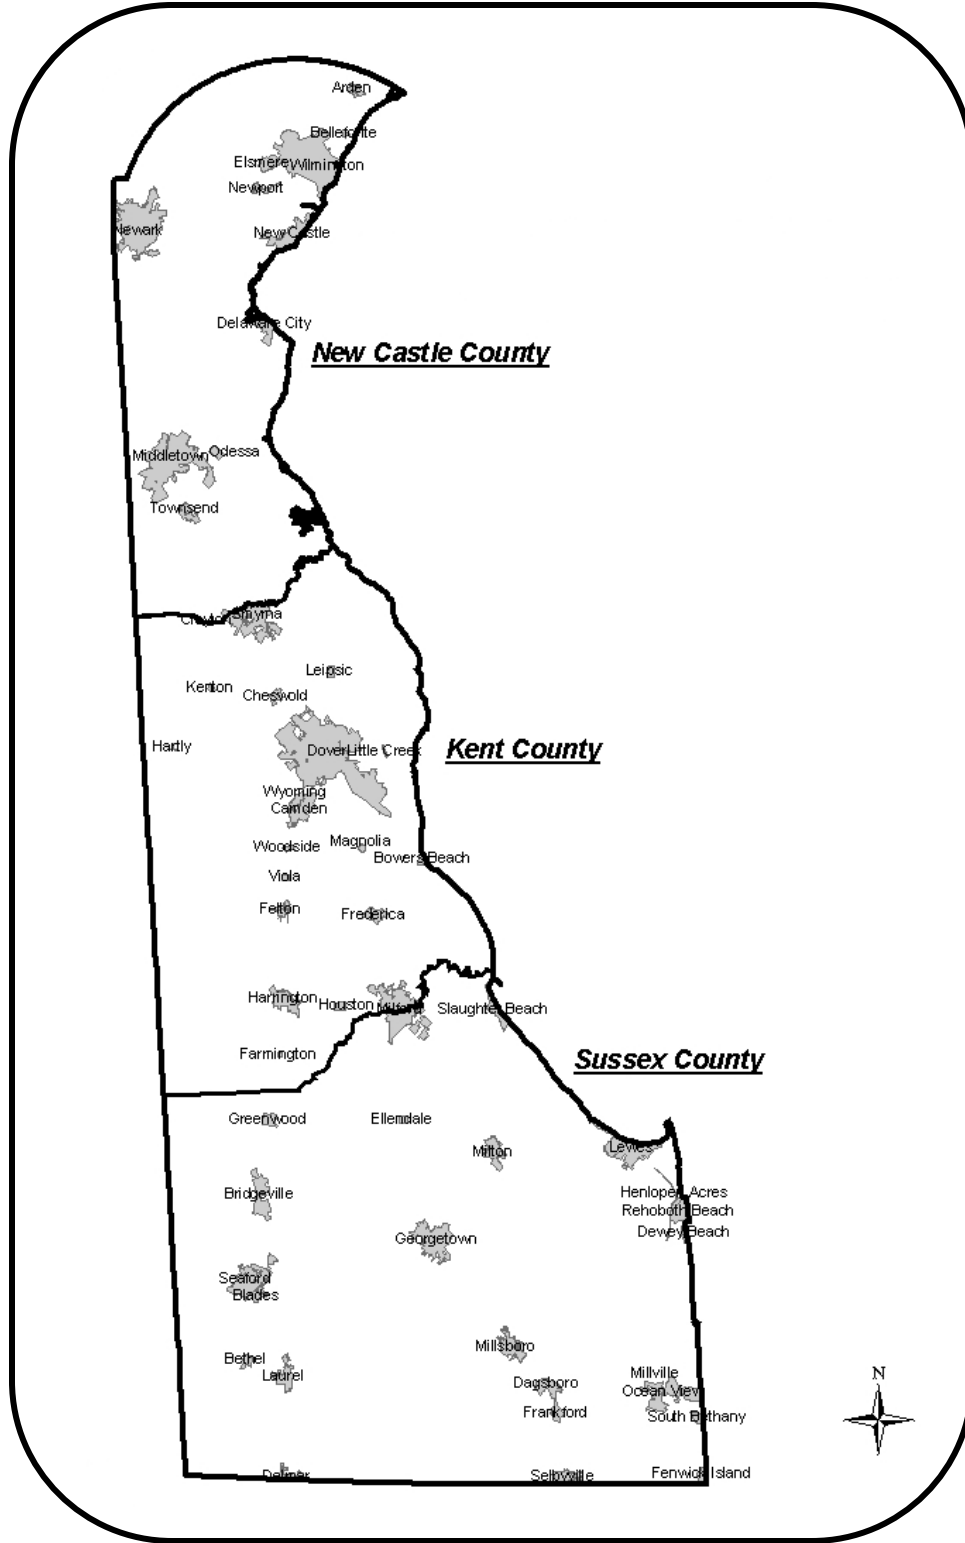 Arden
Bellefonte
Elsmere
Wilmington
Newport
Newark
New Castle
Delaware City
New Castle County
Middletown
Odessa
Townsend
Clayton
Smyrna
Leipsic
Kenton
Cheswold
Hartly
Dover
Little Creek
Kent County
Wyoming
Camden
Woodside
Magnolia
Bowers Beach
Viola
Felton
Frederica
Harrington
Houston
Milford
Slaughter Beach
Farmington
Sussex County
Greenwood
Ellendale
Milton
Lewes
Bridgeville
Henlopen Acres
Rehoboth Beach
Dewey Beach
Georgetown
Seaford
Blades
Millsboro
Bethel
Laurel
Millville
Dagsboro
Ocean View
Frankford
South Bethany
N
Delmar
Selbyville
Fenwick Island